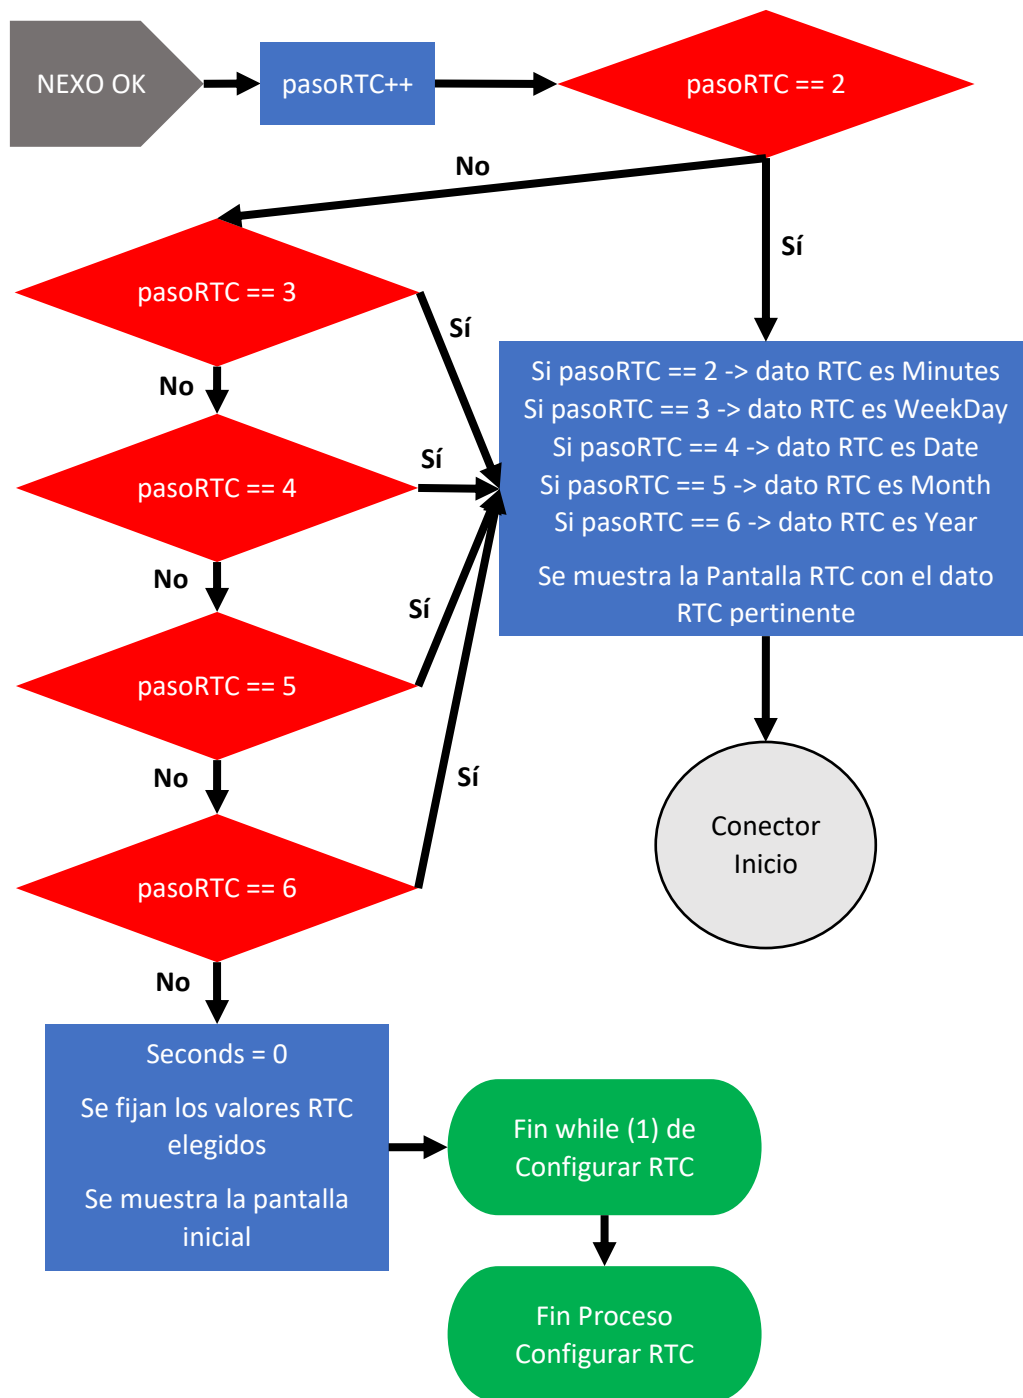 NEXO OK
pasoRTC++
pasoRTC == 2
No
Sí
pasoRTC == 3
Sí
No
Si pasoRTC == 2 -> dato RTC es Minutes
Si pasoRTC == 3 -> dato RTC es WeekDay
Si pasoRTC == 4 -> dato RTC es Date
Si pasoRTC == 5 -> dato RTC es Month
Si pasoRTC == 6 -> dato RTC es Year
Se muestra la Pantalla RTC con el dato
RTC pertinente
pasoRTC == 4
Sí
No
Sí
pasoRTC == 5
No
Sí
Conector
Inicio
pasoRTC == 6
No
Seconds = 0
Se fijan los valores RTC
elegidos
Se muestra la pantalla
inicial
Fin while (1) de
Configurar RTC
Fin Proceso
Configurar RTC